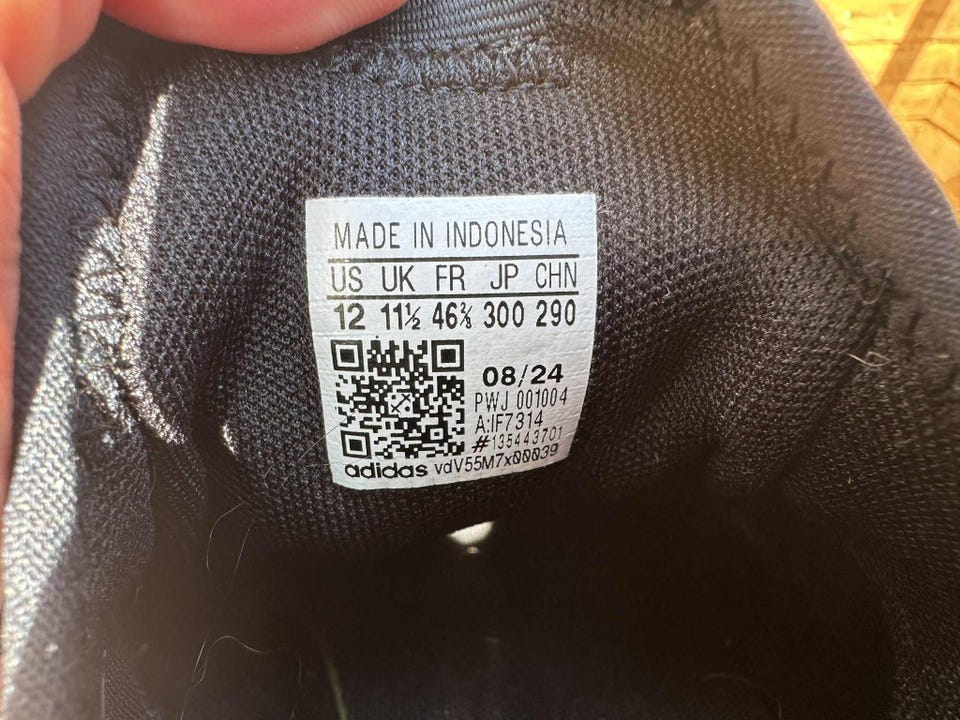 MADE IN INDONESIA
US UK FR JP CHN
12 11½ 46⅔ 300 290
08/24
PWJ 001004
A:IF7314
#135443701
adidas vdV55M7x00039